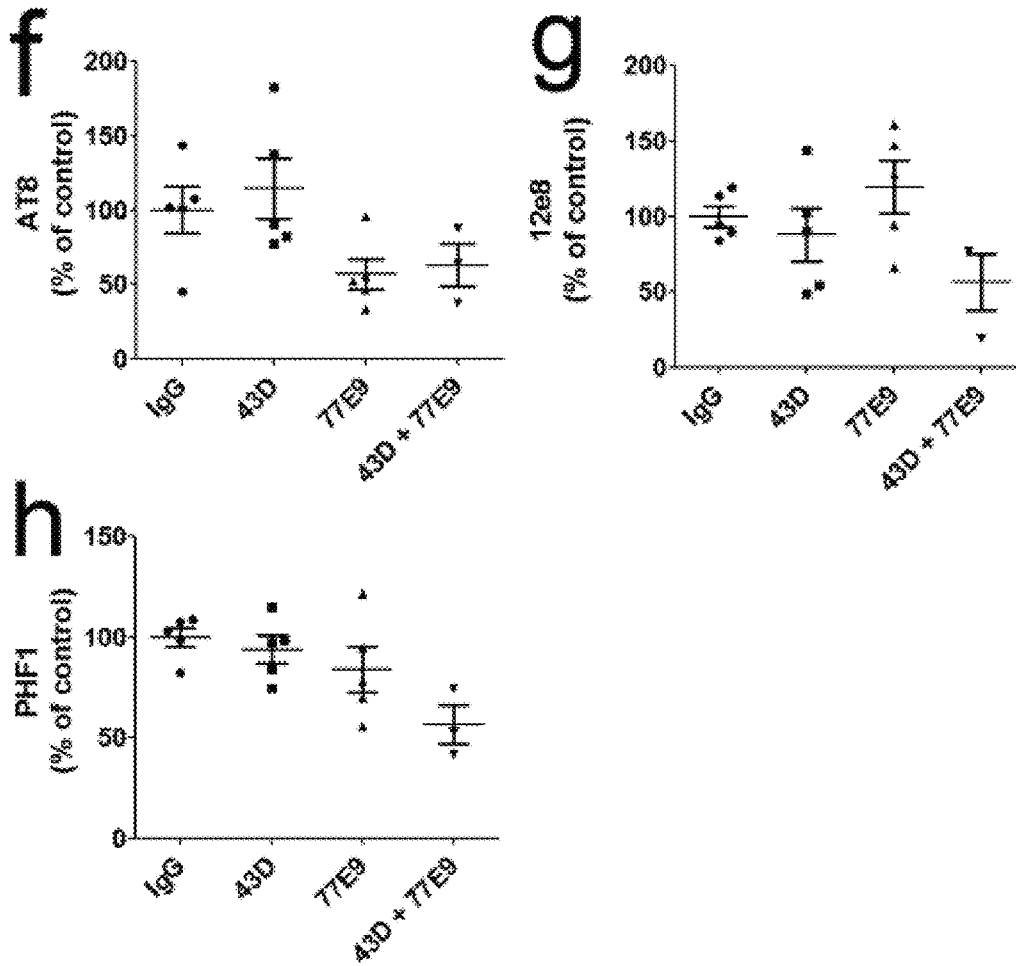 f
AT8
(% of control)
200
150
100
50
0
IgG
43D
77E9
43D + 77E9
g
12e8
(% of control)
200
150
100
50
0
IgG
43D
77E9
43D + 77E9
h
PHF1
(% of control)
150
100
50
0
IgG
43D
77E9
43D + 77E9